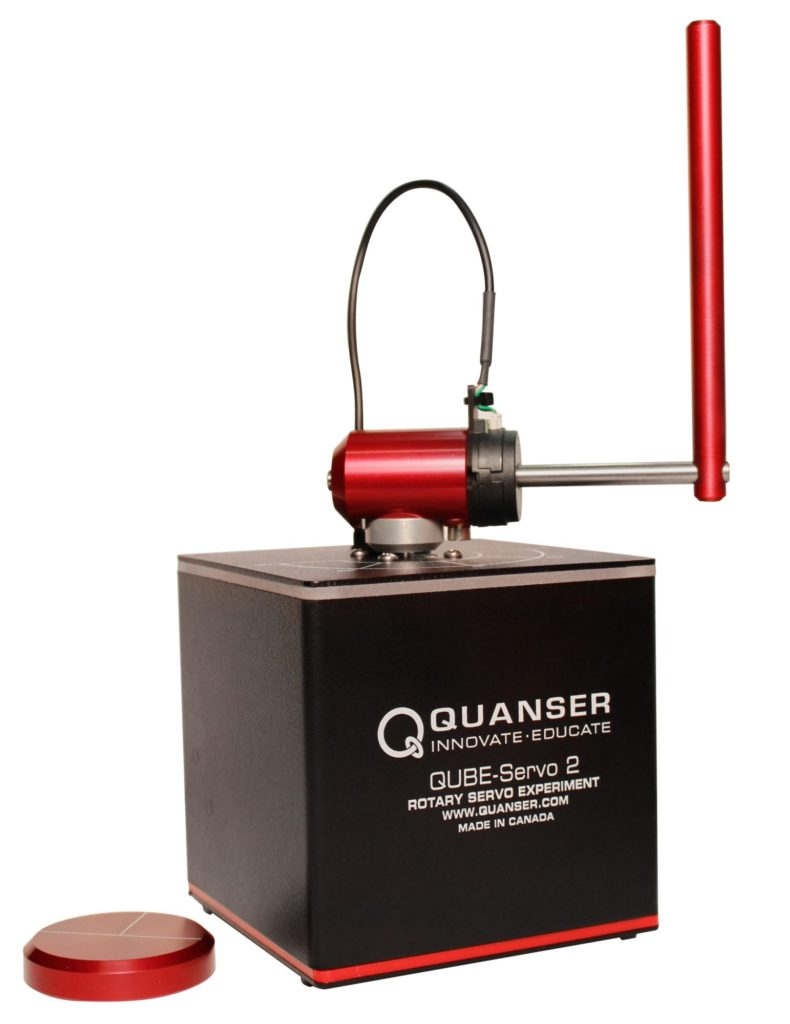 QUANSER
INNOVATE·EDUCATE
QUBE-Servo 2
ROTARY SERVO EXPERIMENT
WWW.QUANSER.COM
MADE IN CANADA